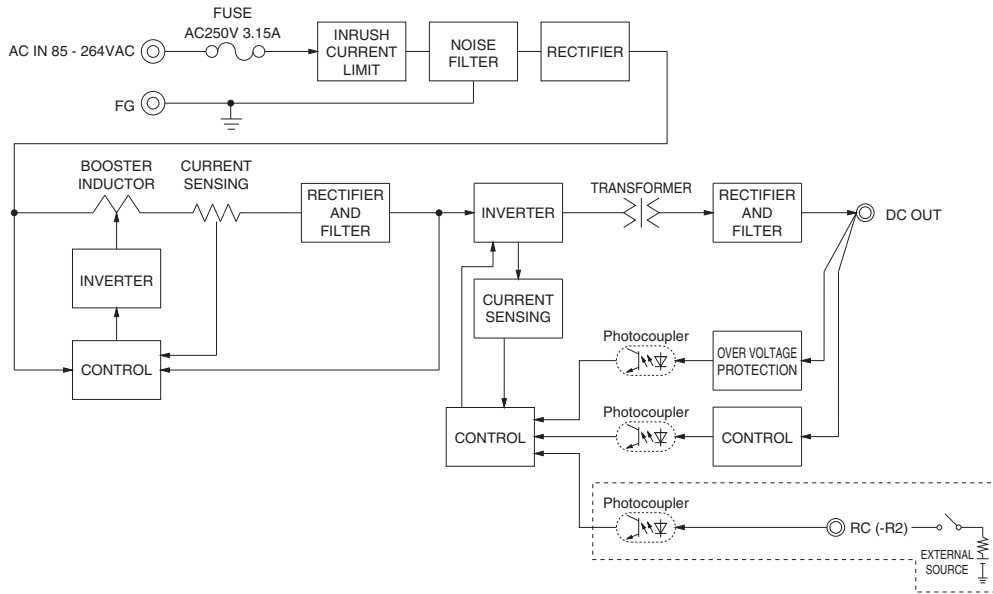 FUSE
AC250V 3.15A
AC IN 85 - 264VAC
INRUSH
CURRENT
LIMIT
NOISE
FILTER
RECTIFIER
FG
BOOSTER
INDUCTOR
CURRENT
SENSING
RECTIFIER
AND
FILTER
INVERTER
TRANSFORMER
RECTIFIER
AND
FILTER
DC OUT
INVERTER
CURRENT
SENSING
CONTROL
Photocoupler
OVER VOLTAGE
PROTECTION
Photocoupler
CONTROL
CONTROL
Photocoupler
RC (-R2)
EXTERNAL
SOURCE